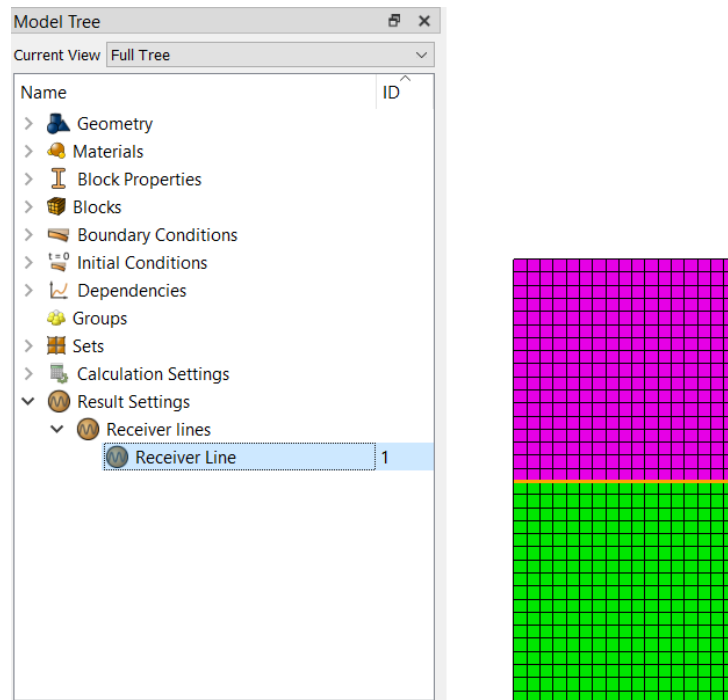 Model Tree
Current View Full Tree
Name ID
Geometry
Materials
Block Properties
Blocks
Boundary Conditions
t=0 Initial Conditions
Dependencies
Groups
Sets
Calculation Settings
Result Settings
Receiver lines
Receiver Line 1